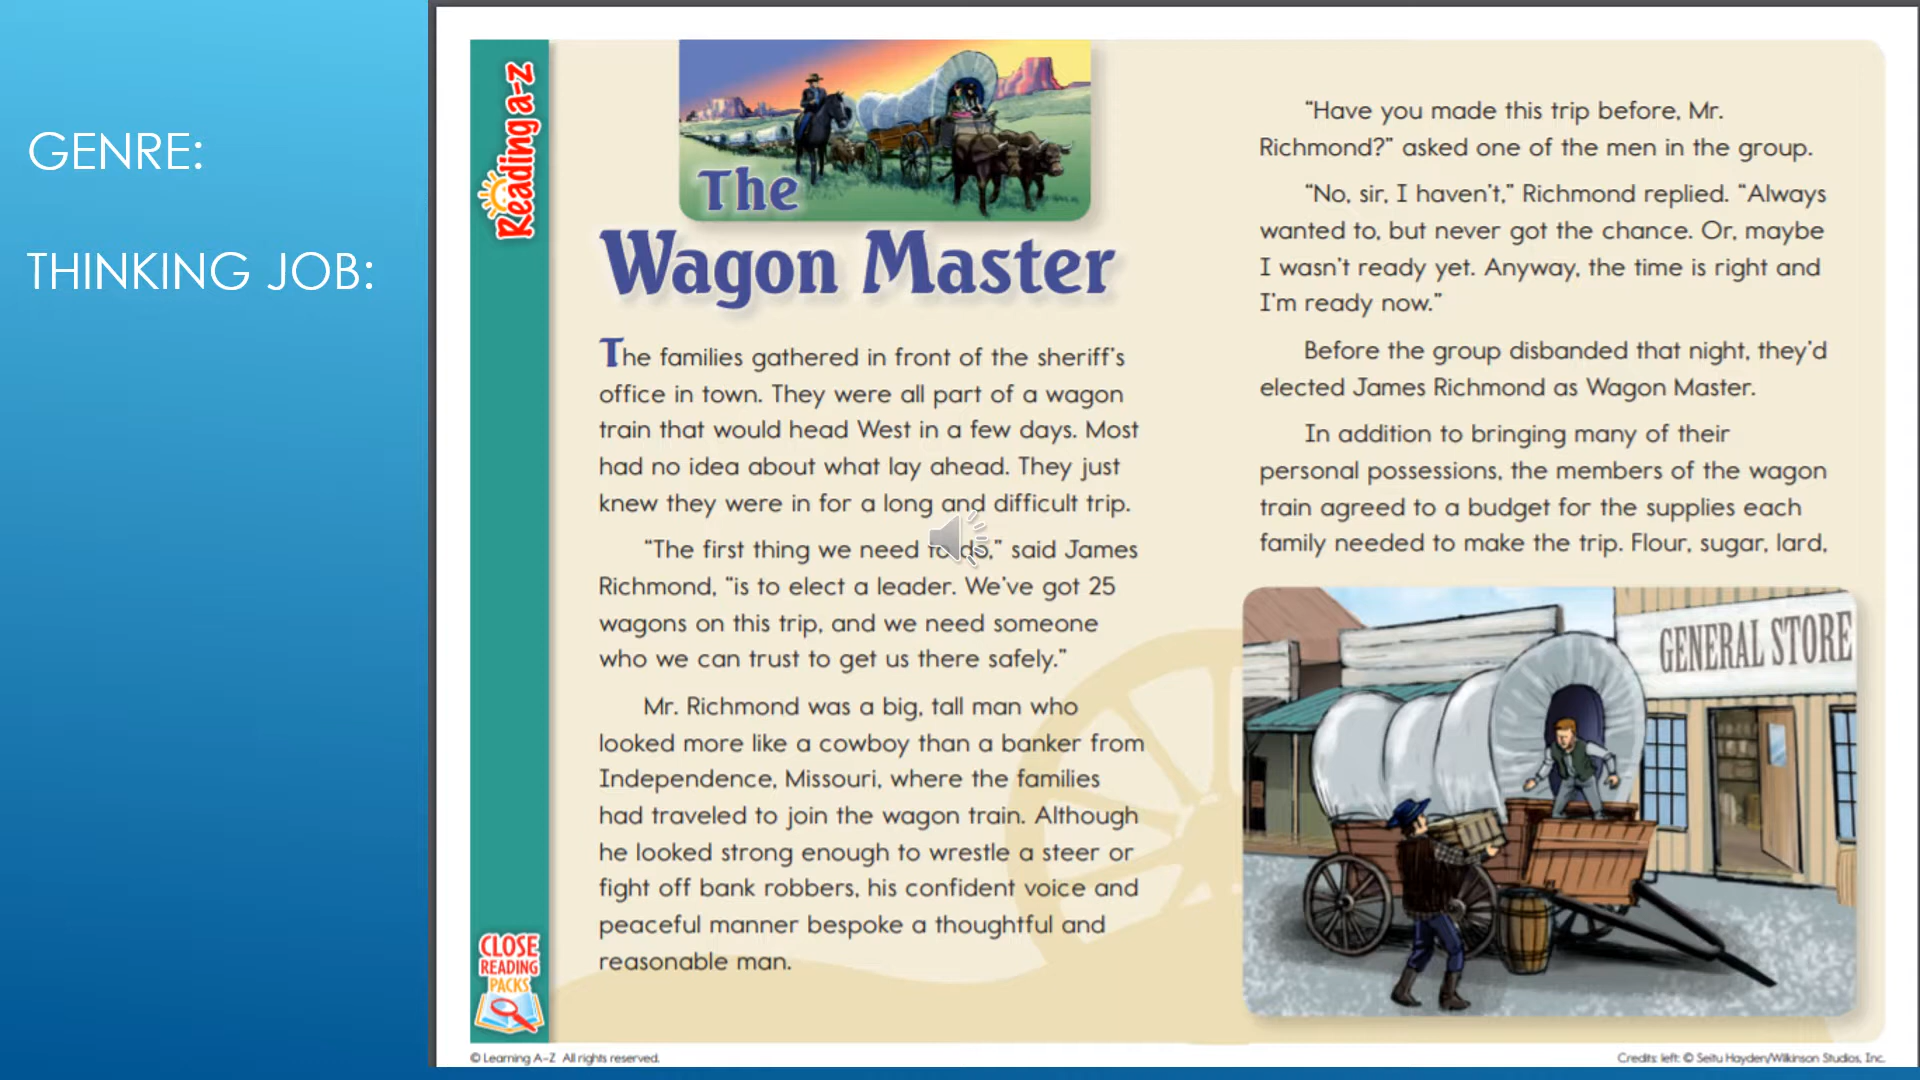 GENRE:
THINKING JOB:
Reading a-z
The
Wagon Master
The families gathered in front of the sheriff's
office in town. They were all part of a wagon
train that would head West in a few days. Most
had no idea about what lay ahead. They just
knew they were in for a long and difficult trip.
“The first thing we need to do,” said James
Richmond, “is to elect a leader. We've got 25
wagons on this trip, and we need someone
who we can trust to get us there safely.”
Mr. Richmond was a big, tall man who
looked more like a cowboy than a banker from
Independence, Missouri, where the families
had traveled to join the wagon train. Although
he looked strong enough to wrestle a steer or
fight off bank robbers, his confident voice and
peaceful manner bespoke a thoughtful and
reasonable man.
“Have you made this trip before, Mr.
Richmond?” asked one of the men in the group.
“No, sir, I haven't,” Richmond replied. “Always
wanted to, but never got the chance. Or, maybe
I wasn't ready yet. Anyway, the time is right and
I'm ready now.”
Before the group disbanded that night, they'd
elected James Richmond as Wagon Master.
In addition to bringing many of their
personal possessions, the members of the wagon
train agreed to a budget for the supplies each
family needed to make the trip. Flour, sugar, lard,
GENERAL STORE
CLOSE
READING
PACKS
© Learning A–Z All rights reserved.
Credits: left: © Seitu Hayden/Wilkinson Studios, Inc.